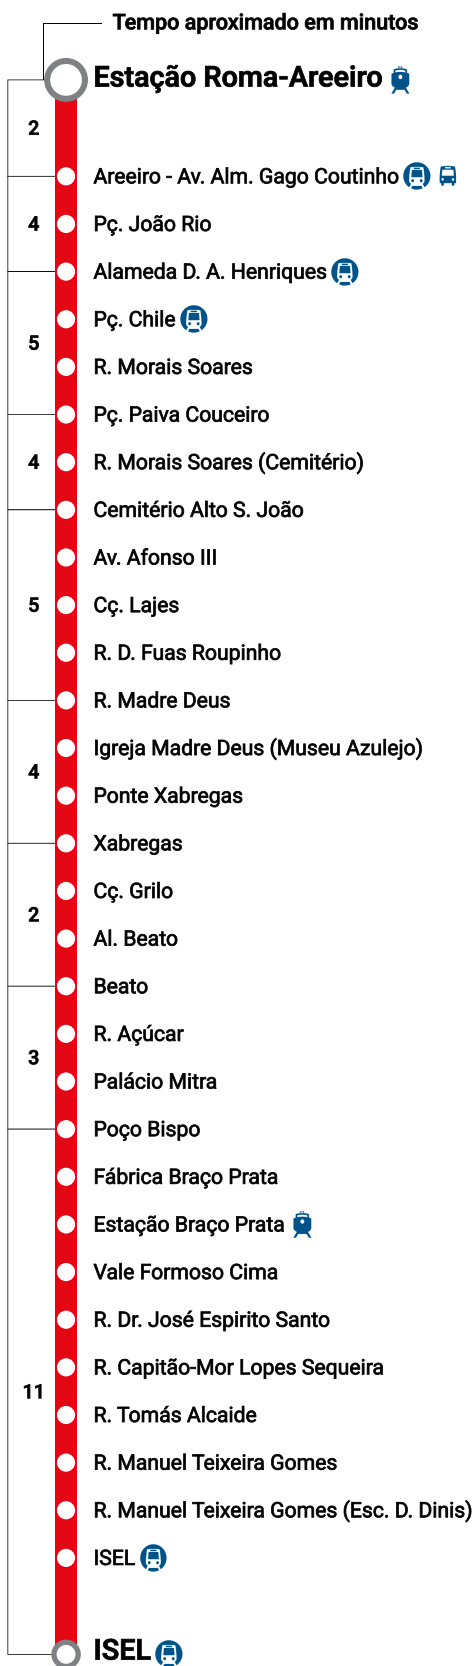 Tempo aproximado em minutos
Estação Roma-Areeiro
2
Areeiro - Av. Alm. Gago Coutinho
4
Pç. João Rio
Alameda D. A. Henriques
Pç. Chile
5
R. Morais Soares
Pç. Paiva Couceiro
4
R. Morais Soares (Cemitério)
Cemitério Alto S. João
Av. Afonso III
5
Cç. Lajes
R. D. Fuas Roupinho
R. Madre Deus
Igreja Madre Deus (Museu Azulejo)
4
Ponte Xabregas
Xabregas
Cç. Grilo
2
Al. Beato
Beato
R. Açúcar
3
Palácio Mitra
Poço Bispo
Fábrica Braço Prata
Estação Braço Prata
Vale Formoso Cima
R. Dr. José Espirito Santo
R. Capitão-Mor Lopes Sequeira
11
R. Tomás Alcaide
R. Manuel Teixeira Gomes
R. Manuel Teixeira Gomes (Esc. D. Dinis)
ISEL
ISEL